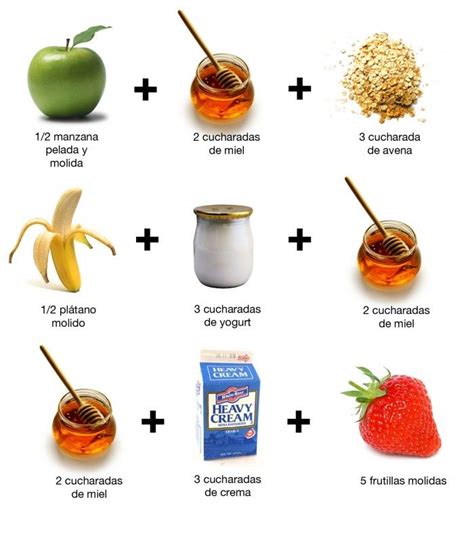 1/2 manzana
pelada y
molida
2 cucharadas
de miel
3 cucharada
de avena
1/2 plátano
molido
3 cucharadas
de yogurt
2 cucharadas
de miel
HEAVY
CREAM
HEAVY
CREAM
2 cucharadas
de miel
3 cucharadas
de crema
5 frutillas molidas